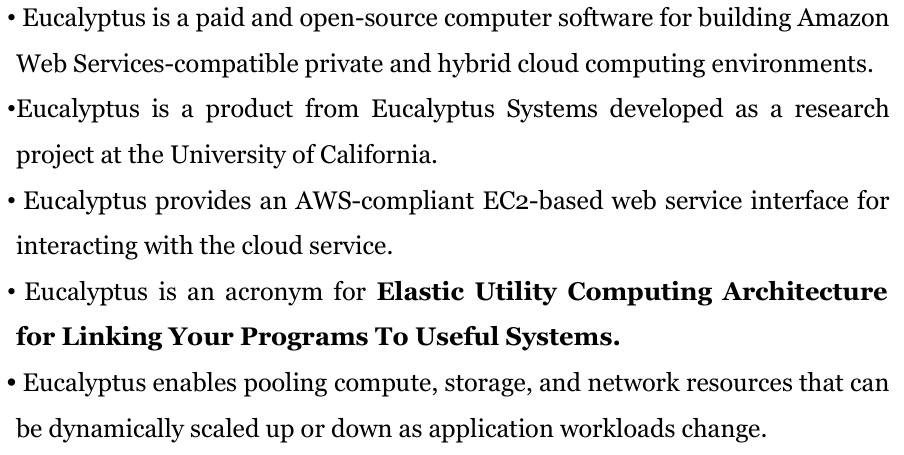 • Eucalyptus is a paid and open-source computer software for building Amazon
Web Services-compatible private and hybrid cloud computing environments.
•Eucalyptus is a product from Eucalyptus Systems developed as a research
project at the University of California.
• Eucalyptus provides an AWS-compliant EC2-based web service interface for
interacting with the cloud service.
• Eucalyptus is an acronym for Elastic Utility Computing Architecture
for Linking Your Programs To Useful Systems.
• Eucalyptus enables pooling compute, storage, and network resources that can
be dynamically scaled up or down as application workloads change.